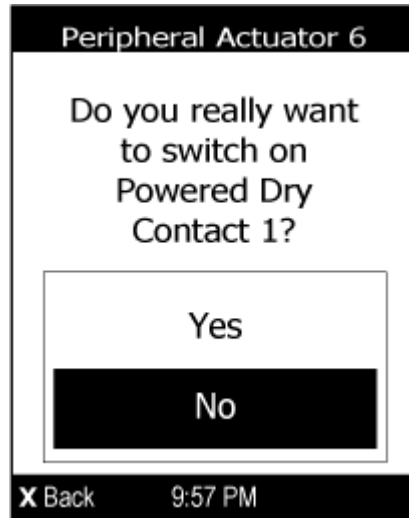 Peripheral Actuator 6
Do you really want
to switch on
Powered Dry
Contact 1?
Yes
No
X Back 9:57 PM